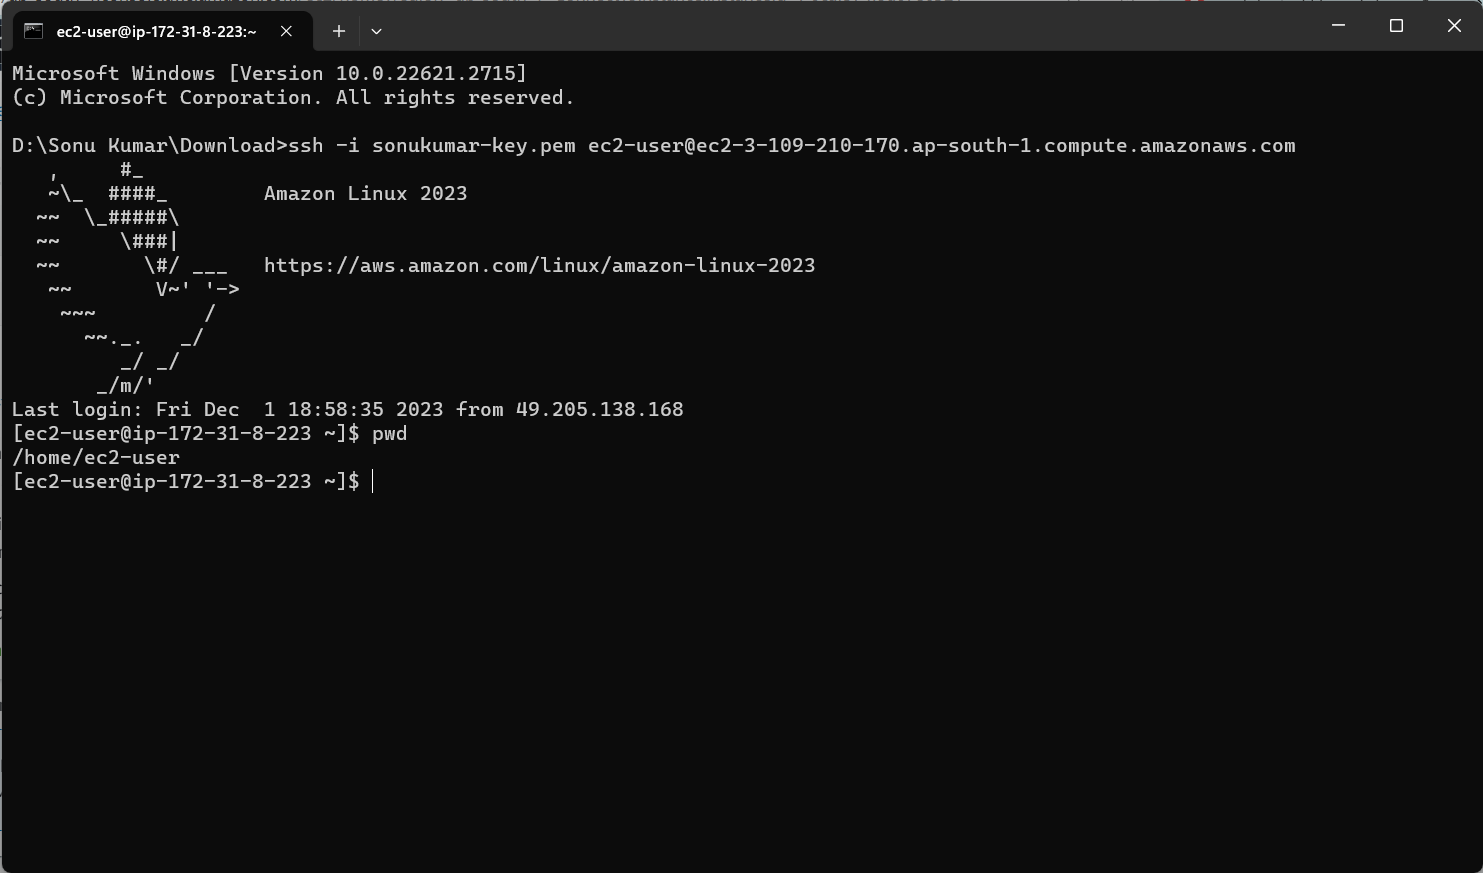 ec2-user@ip-172-31-8-223:~
Microsoft Windows [Version 10.0.22621.2715]
(c) Microsoft Corporation. All rights reserved.
D:\Sonu Kumar\Download>ssh -i sonukumar-key.pem ec2-user@ec2-3-109-210-170.ap-south-1.compute.amazonaws.com
   ,     #_
   ~\_  ####_        Amazon Linux 2023
  ~~  \_#####\
  ~~     \###|
  ~~       \#/ ___   https://aws.amazon.com/linux/amazon-linux-2023
   ~~       V~' '->
    ~~~         /
      ~~._.   _/
         _/ _/
       _/m/'
Last login: Fri Dec  1 18:58:35 2023 from 49.205.138.168
[ec2-user@ip-172-31-8-223 ~]$ pwd
/home/ec2-user
[ec2-user@ip-172-31-8-223 ~]$